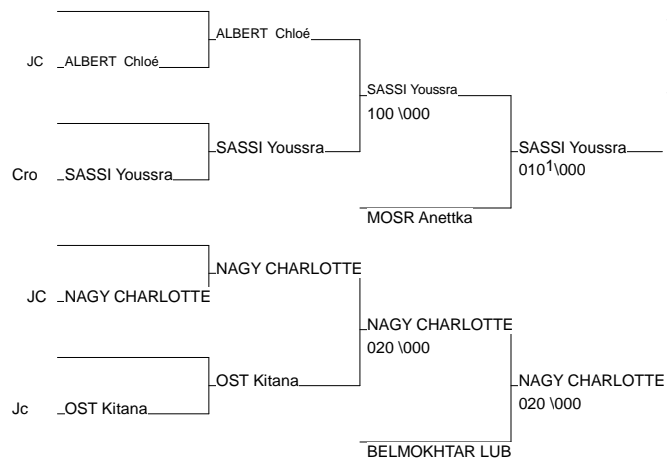 ALBERT Chloé
JC ALBERT Chloé
SASSI Youssra
100 \000
SASSI Youssra
SASSI Youssra
010¹\000
Cro SASSI Youssra
MOSR Anettka
NAGY CHARLOTTE
JC NAGY CHARLOTTE
NAGY CHARLOTTE
020 \000
OST Kitana
NAGY CHARLOTTE
020 \000
Jc OST Kitana
BELMOKHTAR LUB